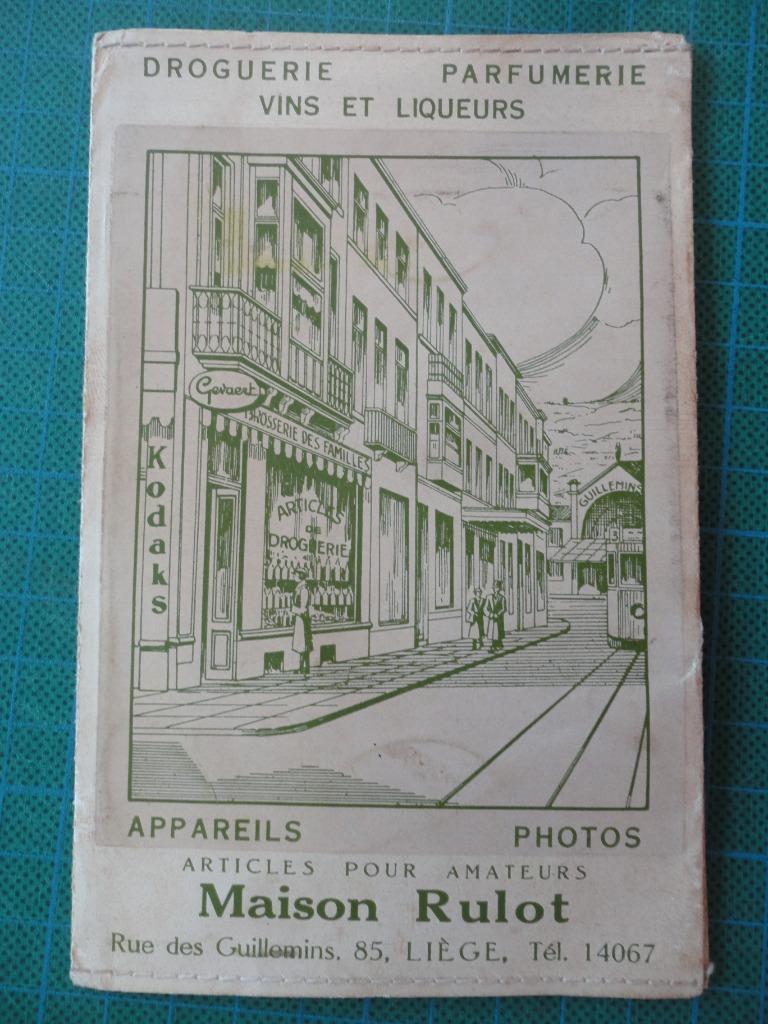 DROGUERIE PARFUMERIE
VINS ET LIQUEURS
Gevaert
BROSSERIE DES FAMILLES
Kodaks
ARTICLES
DE
DROGUERIE
GUILLEMINS
3
APPAREILS PHOTOS
ARTICLES POUR AMATEURS
Maison Rulot
Rue des Guillemins. 85, LIÈGE, Tél. 14067